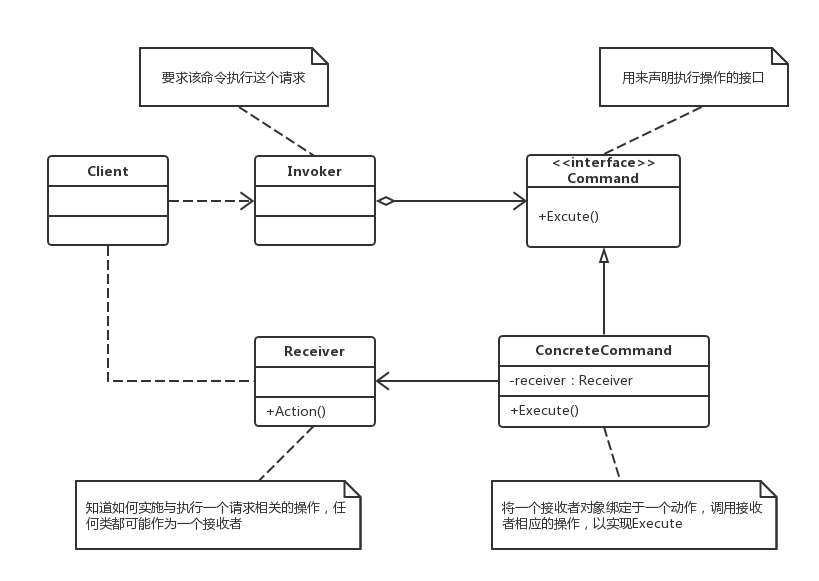 要求该命令执行这个请求
用来声明执行操作的接口
Client
Invoker
<<interface>>
Command
+Excute()
Receiver
+Action()
ConcreteCommand
-receiver : Receiver
+Execute()
知道如何实施与执行一个请求相关的操作，任
何类都可能作为一个接收者
将一个接收者对象绑定于一个动作，调用接收
者相应的操作，以实现Execute